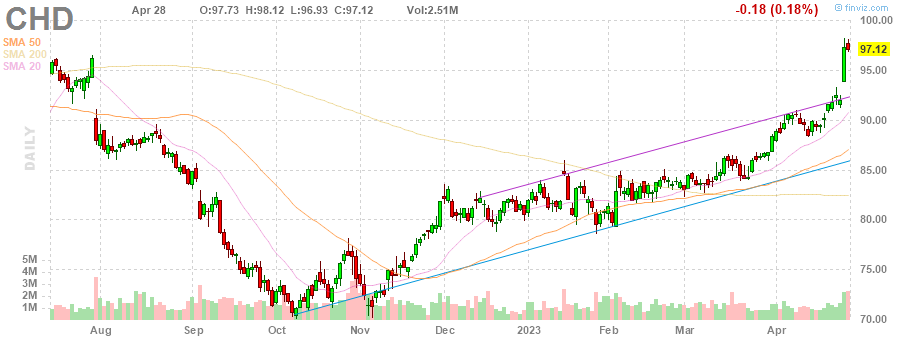 CHD Apr 28 O:97.73 H:98.12 L:96.93 C:97.12 Vol:2.51M -0.18 (0.18%) © finviz.com
100.00
SMA 50
SMA 200
SMA 20
97.12
95.00
90.00
DAILY
85.00
80.00
75.00
70.00
5M
4M
3M
2M
1M
Aug Sep Oct Nov Dec 2023 Feb Mar Apr